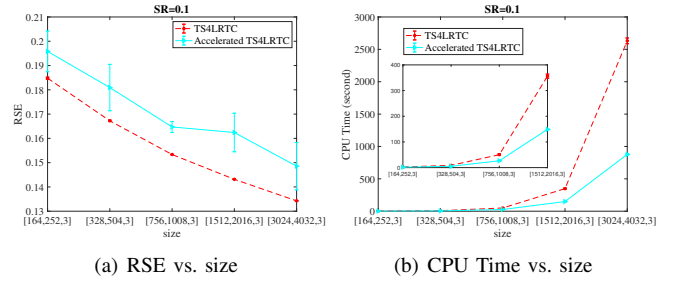 SR=0.1
0.21
0.2
0.19
0.18
0.17
0.16
0.15
0.14
0.13
RSE
TS4LRTC
Accelerated TS4LRTC
[164,252,3] [328,504,3] [756,1008,3] [1512,2016,3] [3024,4032,3]
size
(a) RSE vs. size
SR=0.1
3000
2500
2000
1500
1000
500
0
CPU Time (second)
TS4LRTC
Accelerated TS4LRTC
400
300
200
100
0
[164,252,3] [328,504,3] [756,1008,3] [1512,2016,3]
[164,252,3] [328,504,3] [756,1008,3] [1512,2016,3] [3024,4032,3]
size
(b) CPU Time vs. size